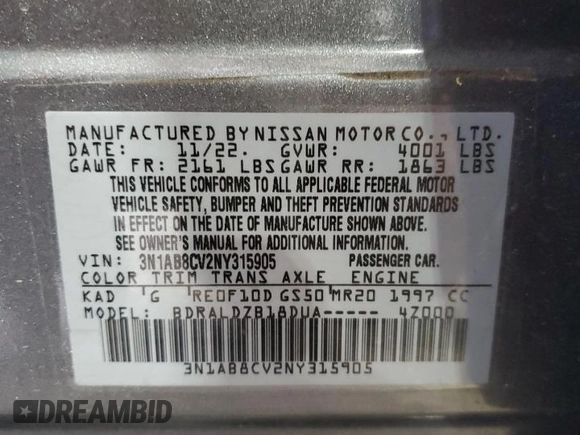 MANUFACTURED BY NISSAN MOTOR CO., LTD.
DATE: 11/22. GVWR: 4001 LBS
GAWR FR: 2161 LBS GAWR RR: 1863 LBS
THIS VEHICLE CONFORMS TO ALL APPLICABLE FEDERAL MOTOR
VEHICLE SAFETY, BUMPER AND THEFT PREVENTION STANDARDS
IN EFFECT ON THE DATE OF MANUFACTURE SHOWN ABOVE.
SEE OWNER'S MANUAL FOR ADDITIONAL INFORMATION.
VIN: 3N1AB8CV2NY315905 PASSENGER CAR.
COLOR TRIM TRANS AXLE ENGINE
KAD G RE0F10D GS50 MR20 1997 CC
MODEL: BDRALDZB18DUA----- 4Z000
3N1AB8CV2NY315905
DREAMBID